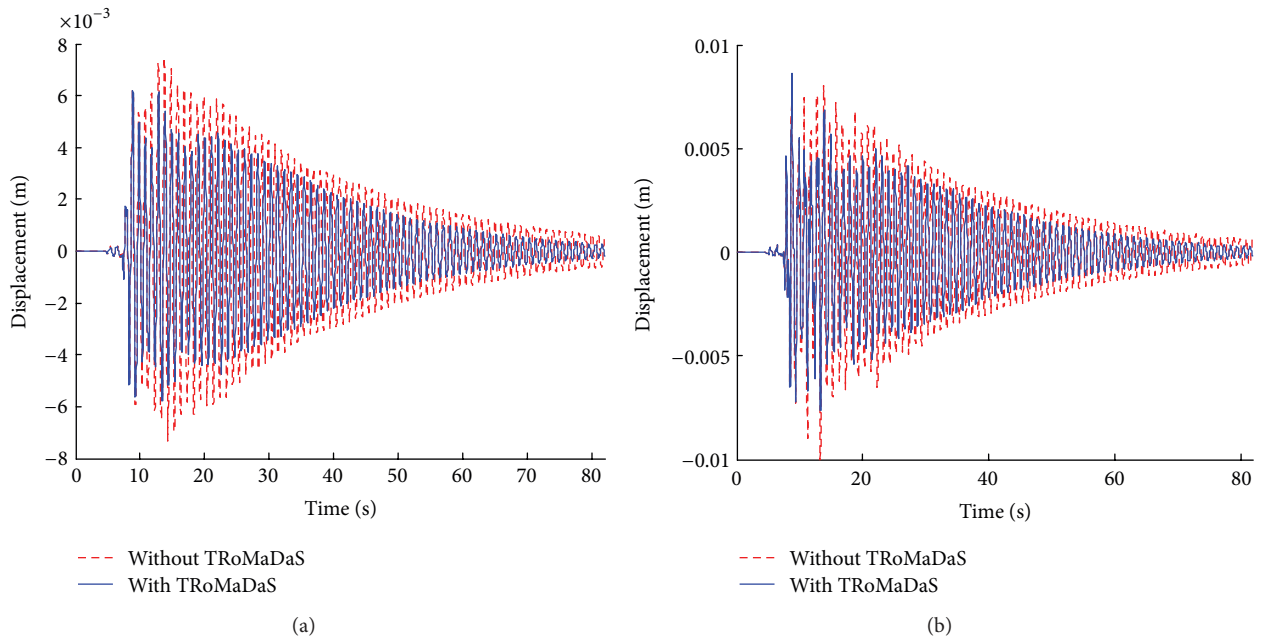 ×10−3
8
6
4
2
0
−2
−4
−6
−8
Displacement (m)
0 10 20 30 40 50 60 70 80
Time (s)
Without TRoMaDaS
With TRoMaDaS
(a)
0.01
0.005
0
−0.005
−0.01
Displacement (m)
0 20 40 60 80
Time (s)
Without TRoMaDaS
With TRoMaDaS
(b)